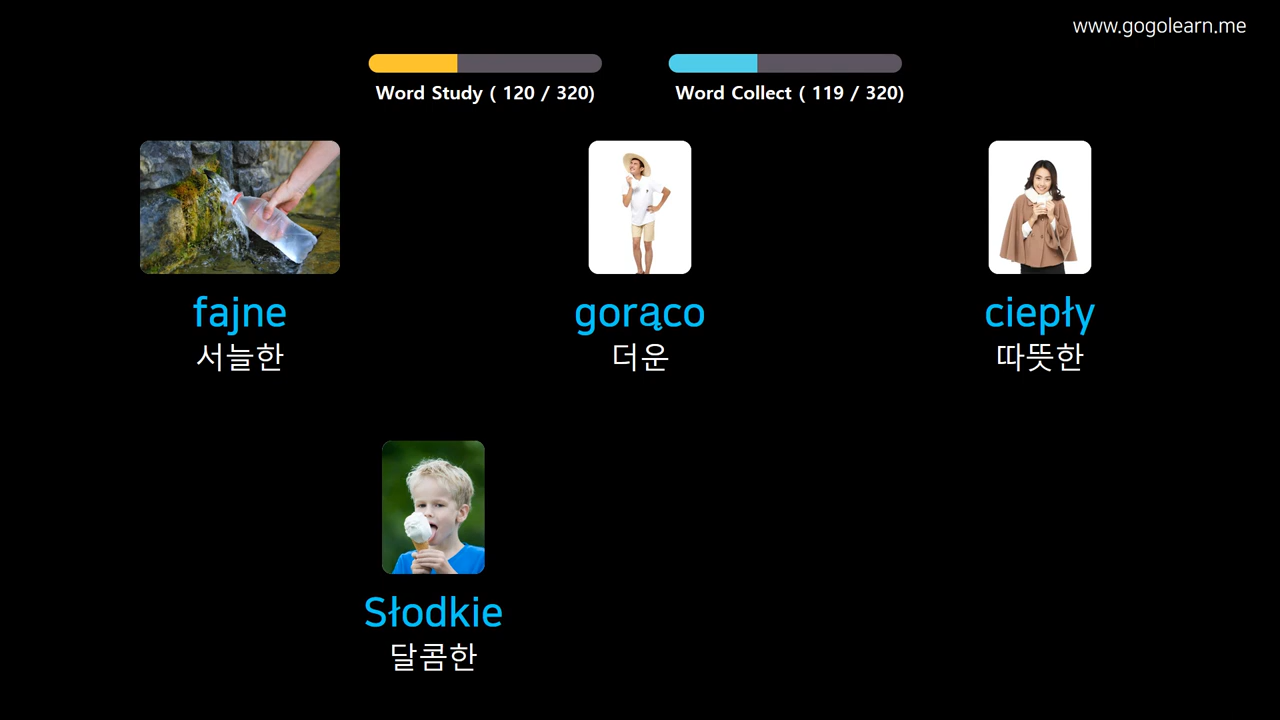 www.gogolearn.me
Word Study ( 120 / 320)
Word Collect ( 119 / 320)
fajne
서늘한
gorąco
더운
ciepły
따뜻한
Słodkie
달콤한